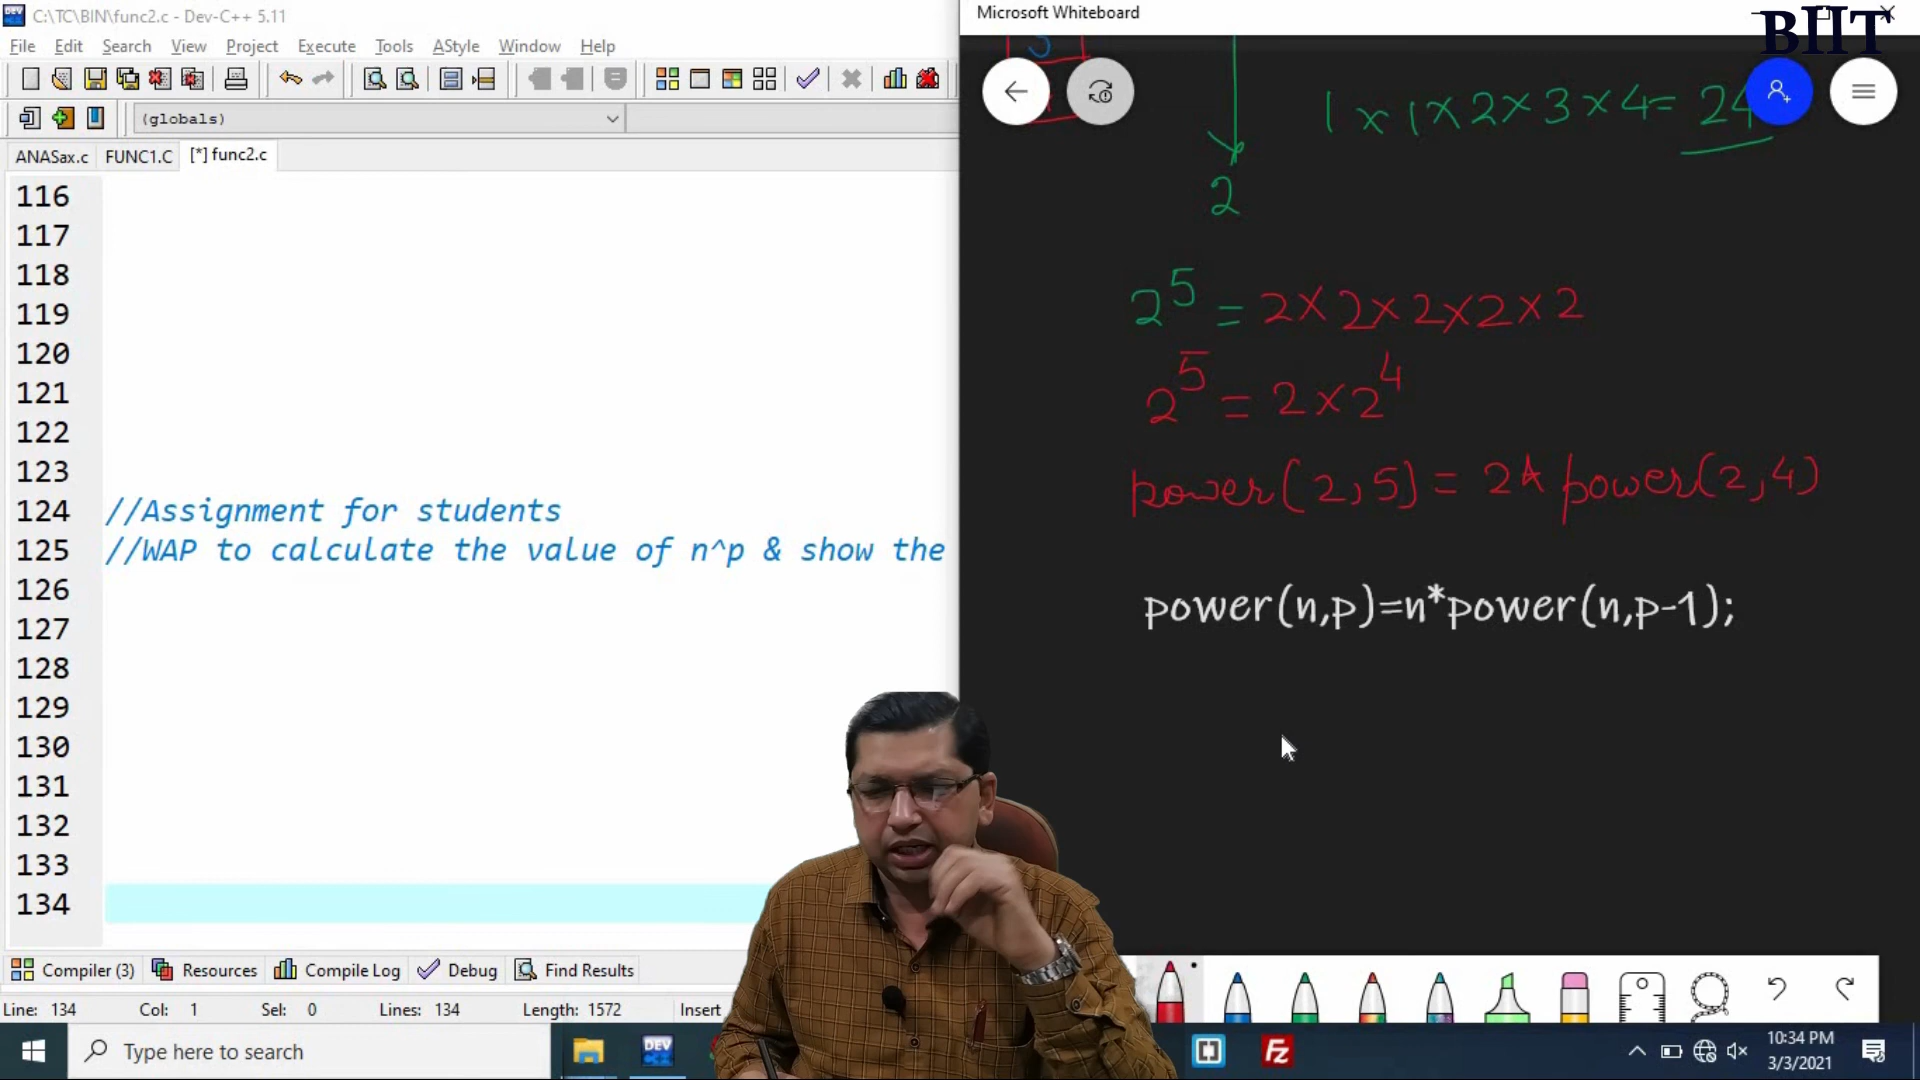 C:\TC\BIN\func2.c - Dev-C++ 5.11
File Edit Search View Project Execute Tools AStyle Window Help
(globals)
ANASax.c FUNC1.C [*] func2.c
116
117
118
119
120
121
122
123
124 //Assignment for students
125 //WAP to calculate the value of n^p & show the
126
127
128
129
130
131
132
133
134
Compiler (3) Resources Compile Log Debug Find Results
Line: 134 Col: 1 Sel: 0 Lines: 134 Length: 1572 Insert
Type here to search
DEV
Microsoft Whiteboard
BIIT
1 x 1 x 2 x 3 x 4 = 24
2
2^5 = 2 x 2 x 2 x 2 x 2
2^5 = 2 x 2^4
power(2,5) = 2* power(2,4)
power(n,p)=n*power(n,p-1);
Fz
10:34 PM
3/3/2021